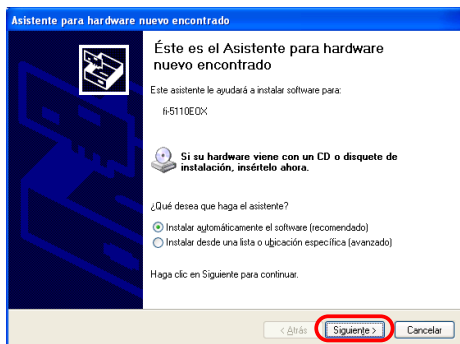 Asistente para hardware nuevo encontrado
Éste es el Asistente para hardware
nuevo encontrado
Este asistente le ayudará a instalar software para:
fi-5110EOX
Si su hardware viene con un CD o disquete de
instalación, insértelo ahora.
¿Qué desea que haga el asistente?
Instalar automáticamente el software (recomendado)
Instalar desde una lista o ubicación específica (avanzado)
Haga clic en Siguiente para continuar.
< Atrás
Siguiente >
Cancelar